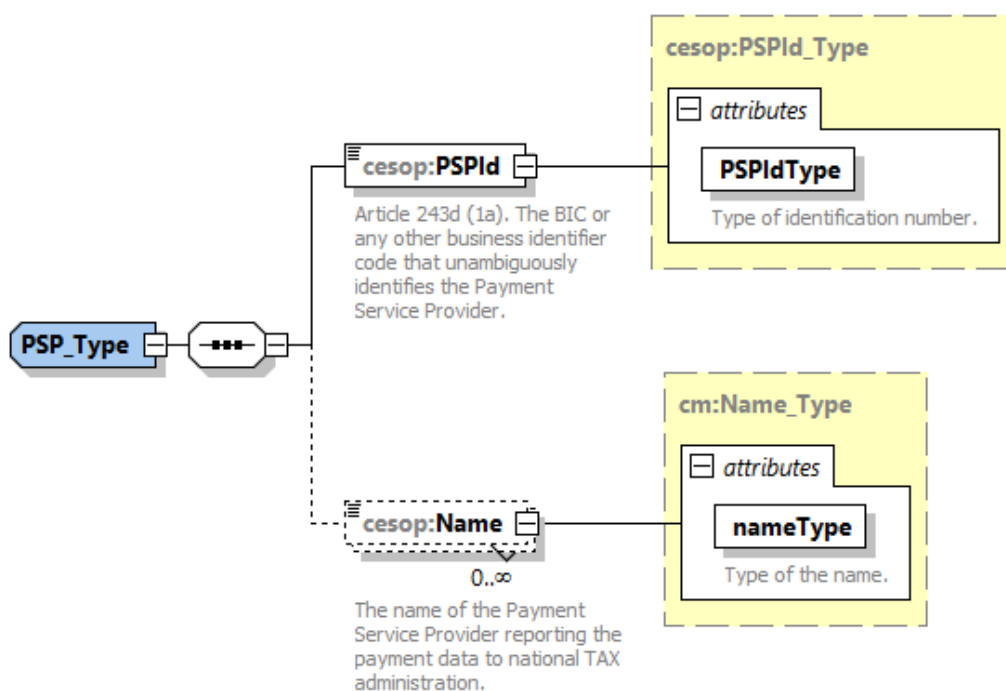 cesop:PSPId_Type
attributes
cesop:PSPId
PSPIdType
Type of identification number.
Article 243d (1a). The BIC or
any other business identifier
code that unambiguously
identifies the Payment
Service Provider.
PSP_Type
cm:Name_Type
attributes
cesop:Name
nameType
Type of the name.
0..∞
The name of the Payment
Service Provider reporting the
payment data to national TAX
administration.